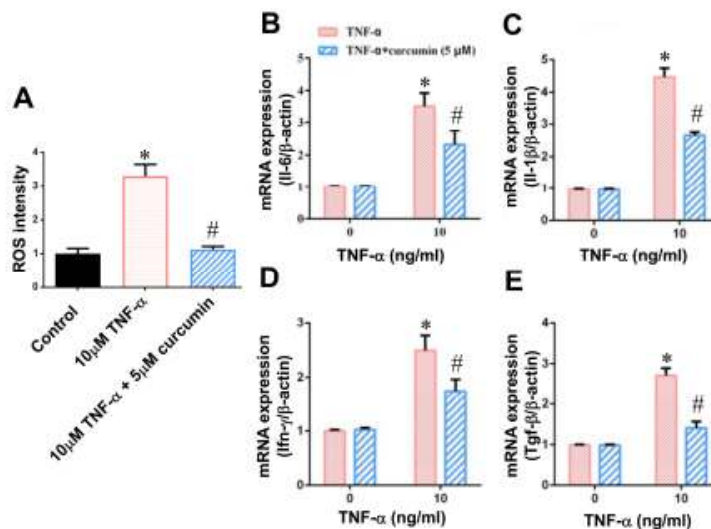 A
ROS intensity
5
4
3
2
1
0
*
#
Control
10μM TNF-α
10μM TNF-α + 5μM curcumin
B
TNF-α
TNF-α+curcumin (5 μM)
mRNA expression
(Il-6/β-actin)
5
4
3
2
1
0
*
#
0
10
TNF-α (ng/ml)
C
mRNA expression
(Il-1β/β-actin)
6
5
4
3
2
1
0
*
#
0
10
TNF-α (ng/ml)
D
mRNA expression
(Ifn-γ/β-actin)
4
3
2
1
0
*
#
0
10
TNF-α (ng/ml)
E
mRNA expression
(Tgf-β/β-actin)
4
3
2
1
0
*
#
0
10
TNF-α (ng/ml)